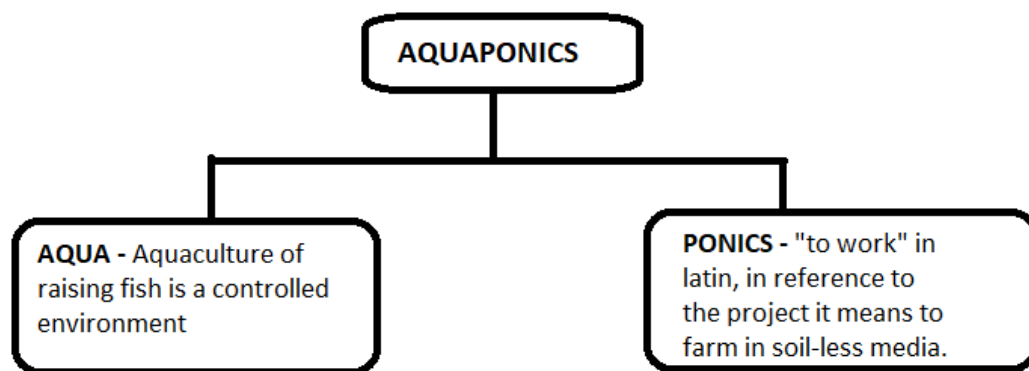 AQUAPONICS
AQUA - Aquaculture of
raising fish is a controlled
environment
PONICS - "to work" in
latin, in reference to
the project it means to
farm in soil-less media.